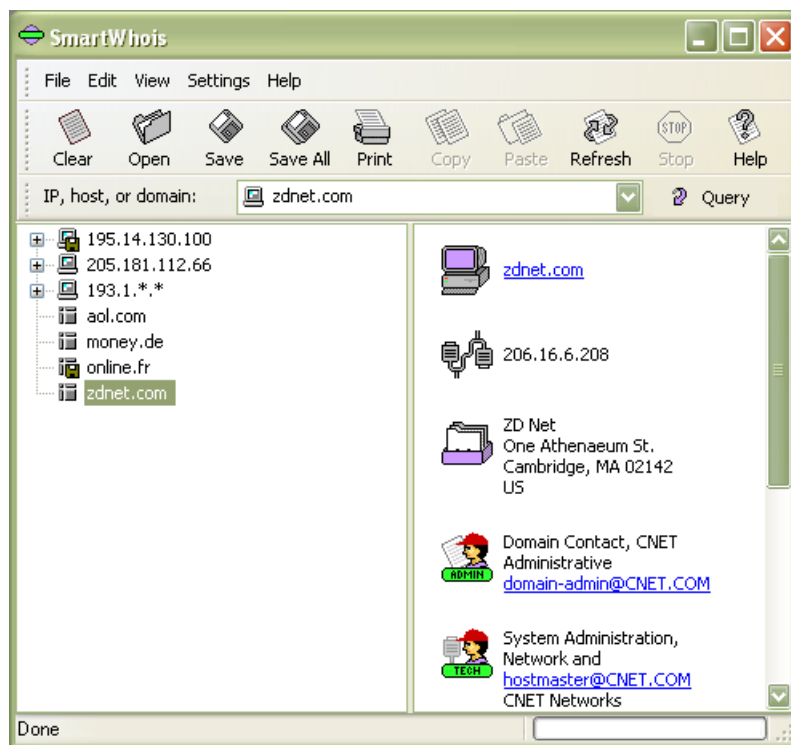 SmartWhois
File Edit View Settings Help
Clear Open Save Save All Print Copy Paste Refresh STOP Stop Help
IP, host, or domain: zdnet.com Query
195.14.130.100
205.181.112.66
193.1.*.*
aol.com
money.de
online.fr
zdnet.com
zdnet.com
206.16.6.208
ZD Net
One Athenaeum St.
Cambridge, MA 02142
US
ADMIN
Domain Contact, CNET
Administrative
domain-admin@CNET.COM
TECH
System Administration,
Network and
hostmaster@CNET.COM
CNET Networks
Done